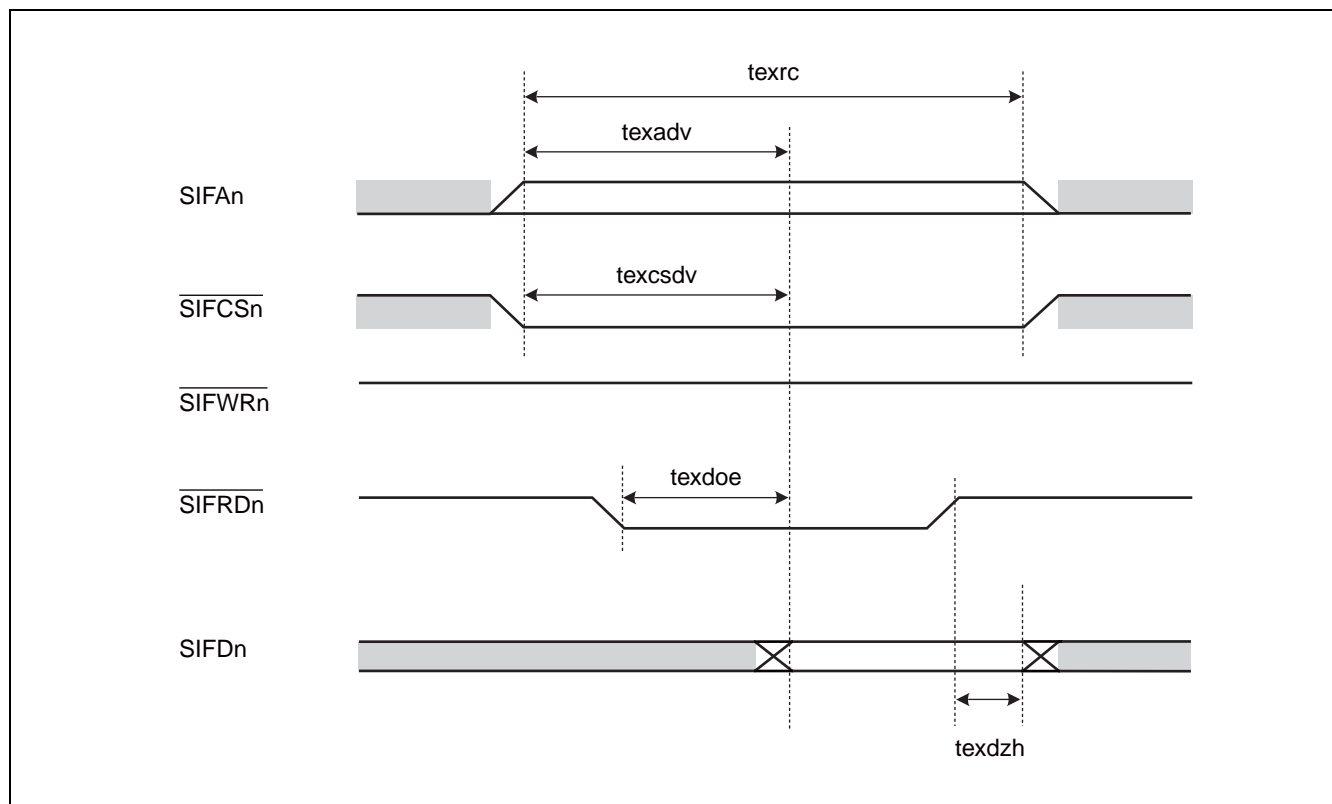 texrc
texadv
SIFAn
texcsdv
SIFCSn
SIFWRn
texdoe
SIFRDn
SIFDn
texdzh